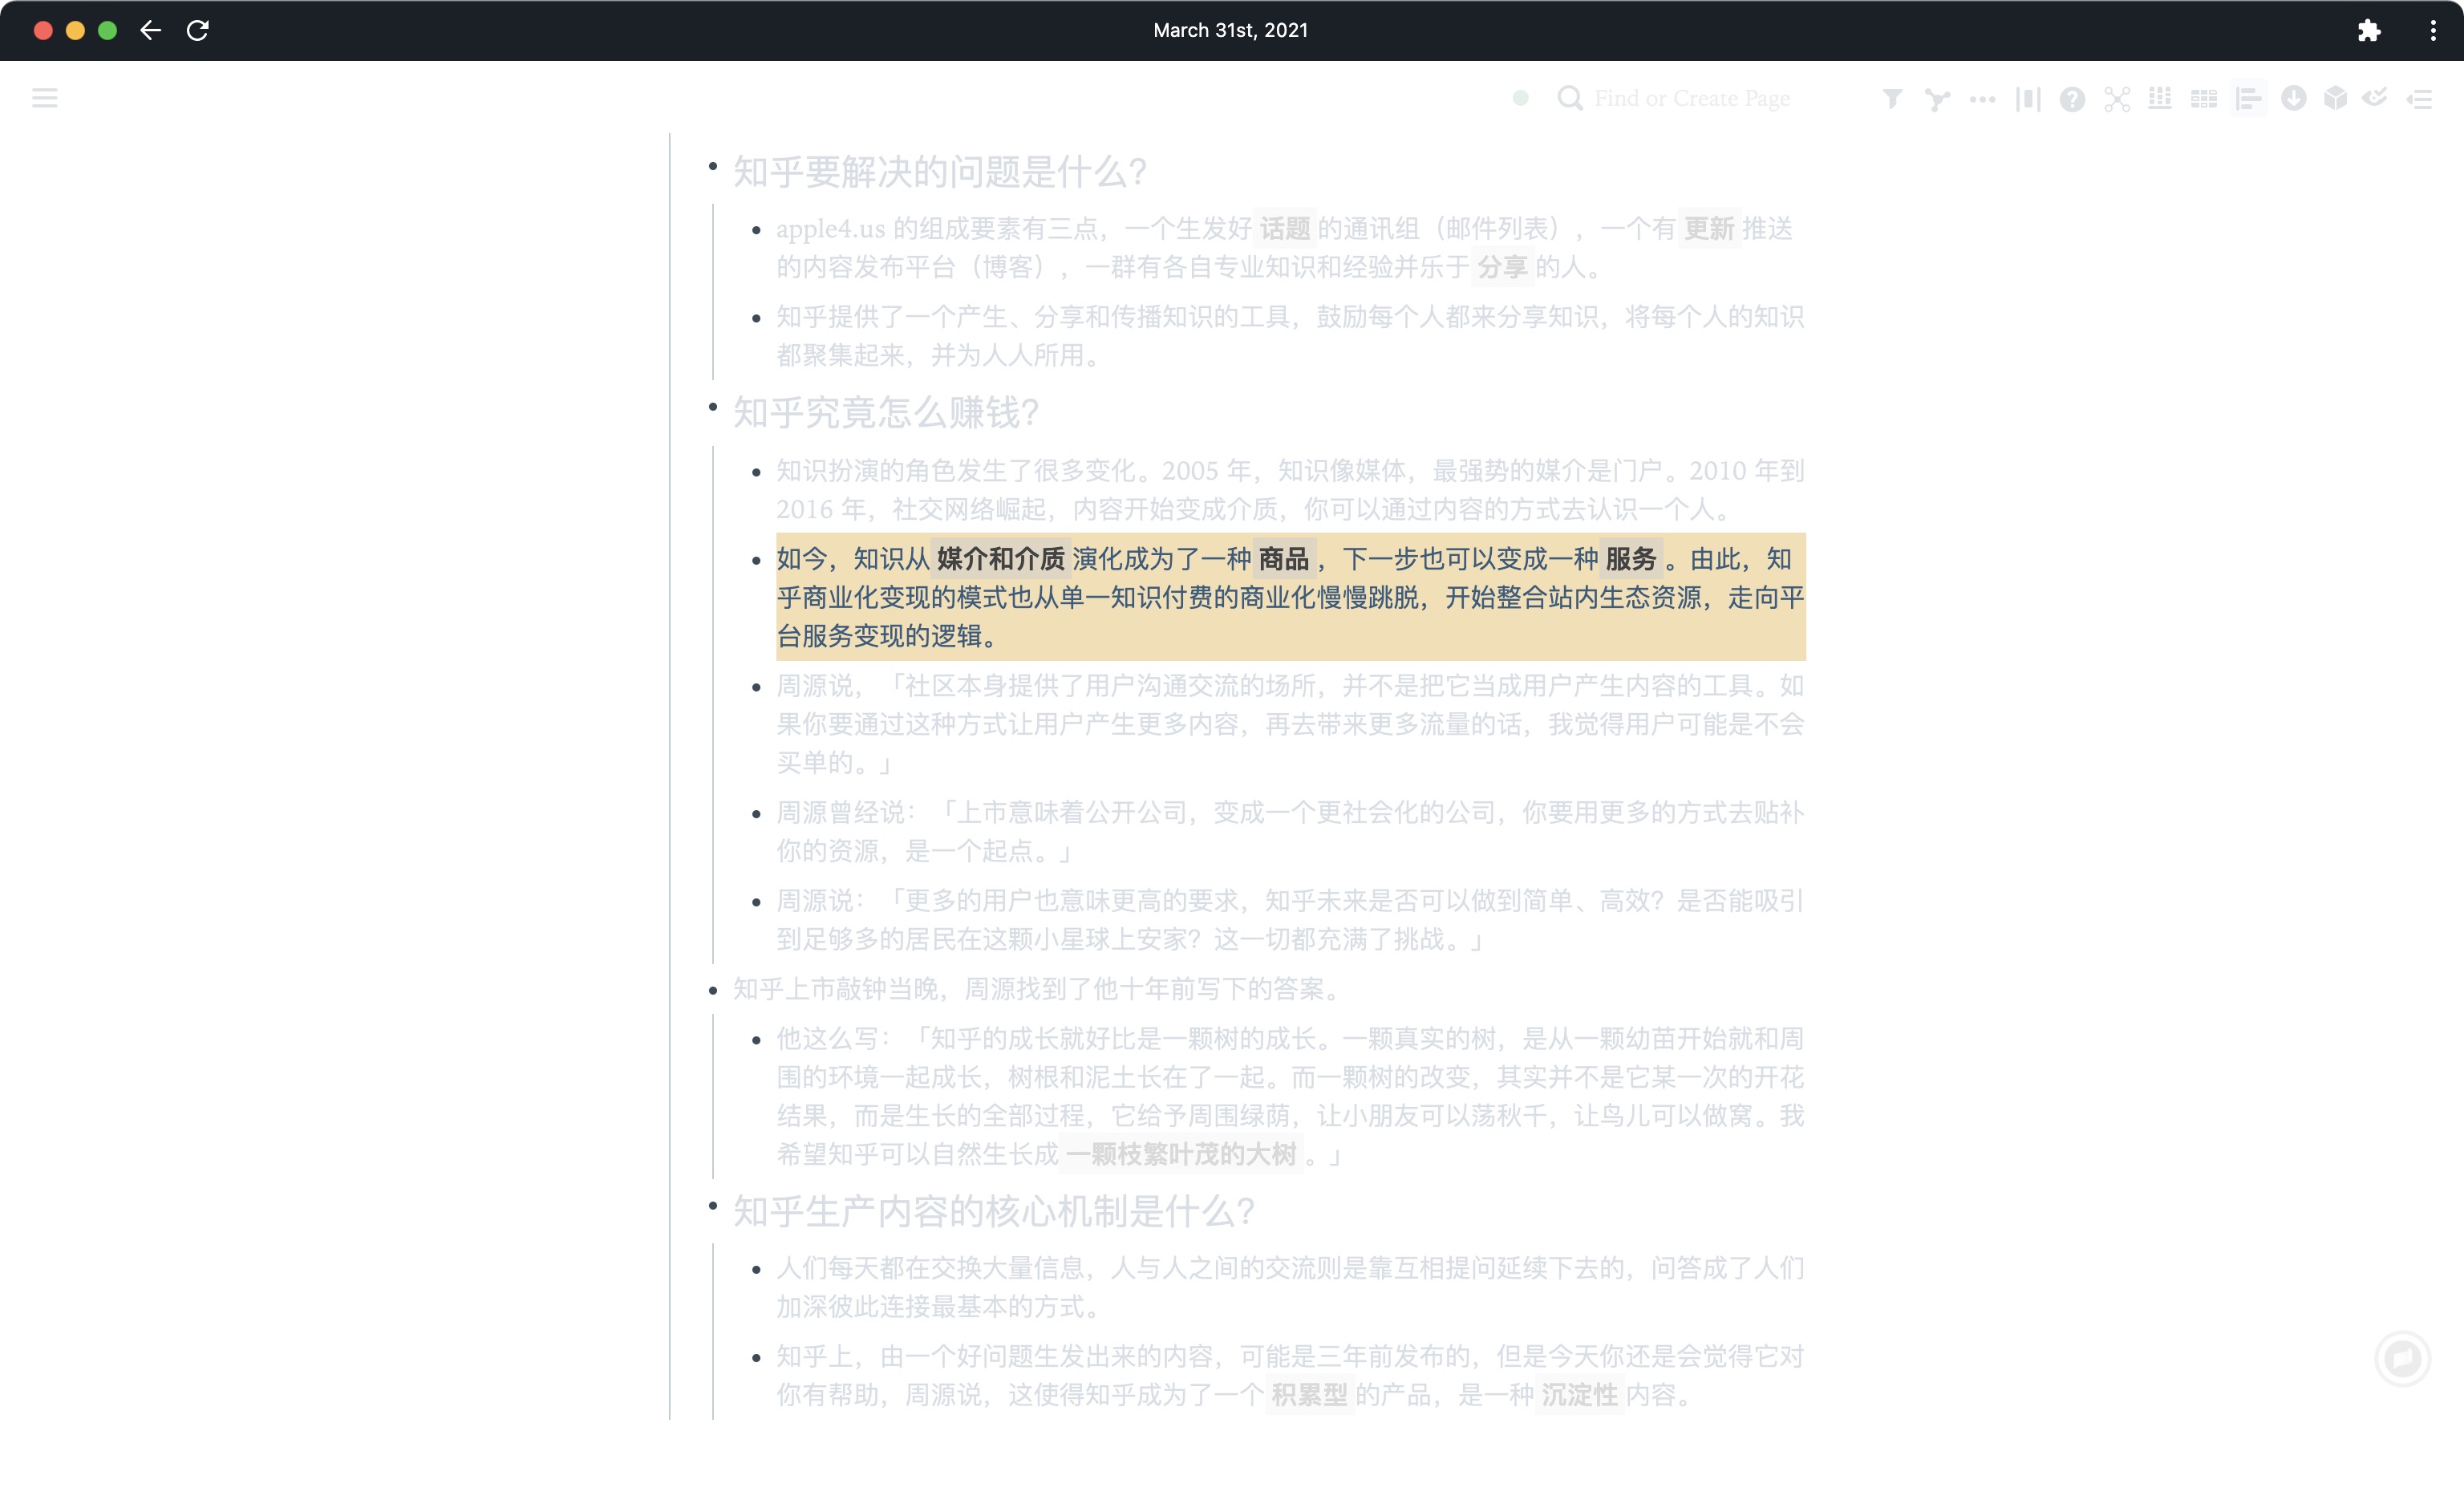 March 31st, 2021
Find or Create Page
知乎要解决的问题是什么?
apple4.us 的组成要素有三点，一个生发好 话题 的通讯组（邮件列表），一个有 更新 推送
的内容发布平台（博客），一群有各自专业知识和经验并乐于 分享 的人。
知乎提供了一个产生、分享和传播知识的工具，鼓励每个人都来分享知识，将每个人的知识
都聚集起来，并为人人所用。
知乎究竟怎么赚钱?
知识扮演的角色发生了很多变化。2005 年，知识像媒体，最强势的媒介是门户。2010 年到
2016 年，社交网络崛起，内容开始变成介质，你可以通过内容的方式去认识一个人。
如今，知识从 媒介和介质 演化成为了一种 商品 ，下一步也可以变成一种 服务 。由此，知
乎商业化变现的模式也从单一知识付费的商业化慢慢跳脱，开始整合站内生态资源，走向平
台服务变现的逻辑。
周源说，「社区本身提供了用户沟通交流的场所，并不是把它当成用户产生内容的工具。如
果你要通过这种方式让用户产生更多内容，再去带来更多流量的话，我觉得用户可能是不会
买单的。」
周源曾经说：「上市意味着公开公司，变成一个更社会化的公司，你要用更多的方式去贴补
你的资源，是一个起点。」
周源说：「更多的用户也意味更高的要求，知乎未来是否可以做到简单、高效？是否能吸引
到足够多的居民在这颗小星球上安家？这一切都充满了挑战。」
知乎上市敲钟当晚，周源找到了他十年前写下的答案。
他这么写：「知乎的成长就好比是一颗树的成长。一颗真实的树，是从一颗幼苗开始就和周
围的环境一起成长，树根和泥土长在了一起。而一颗树的改变，其实并不是它某一次的开花
结果，而是生长的全部过程，它给予周围绿荫，让小朋友可以荡秋千，让鸟儿可以做窝。我
希望知乎可以自然生长成 一颗枝繁叶茂的大树 。」
知乎生产内容的核心机制是什么?
人们每天都在交换大量信息，人与人之间的交流则是靠互相提问延续下去的，问答成了人们
加深彼此连接最基本的方式。
知乎上，由一个好问题生发出来的内容，可能是三年前发布的，但是今天你还是会觉得它对
你有帮助，周源说，这使得知乎成为了一个 积累型 的产品，是一种 沉淀性 内容。